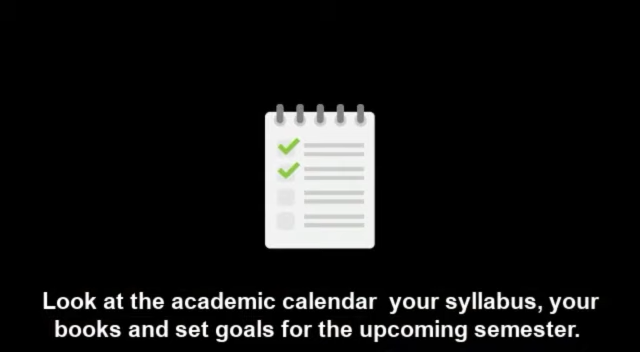 Look at the academic calendar  your syllabus, your
books and set goals for the upcoming semester.